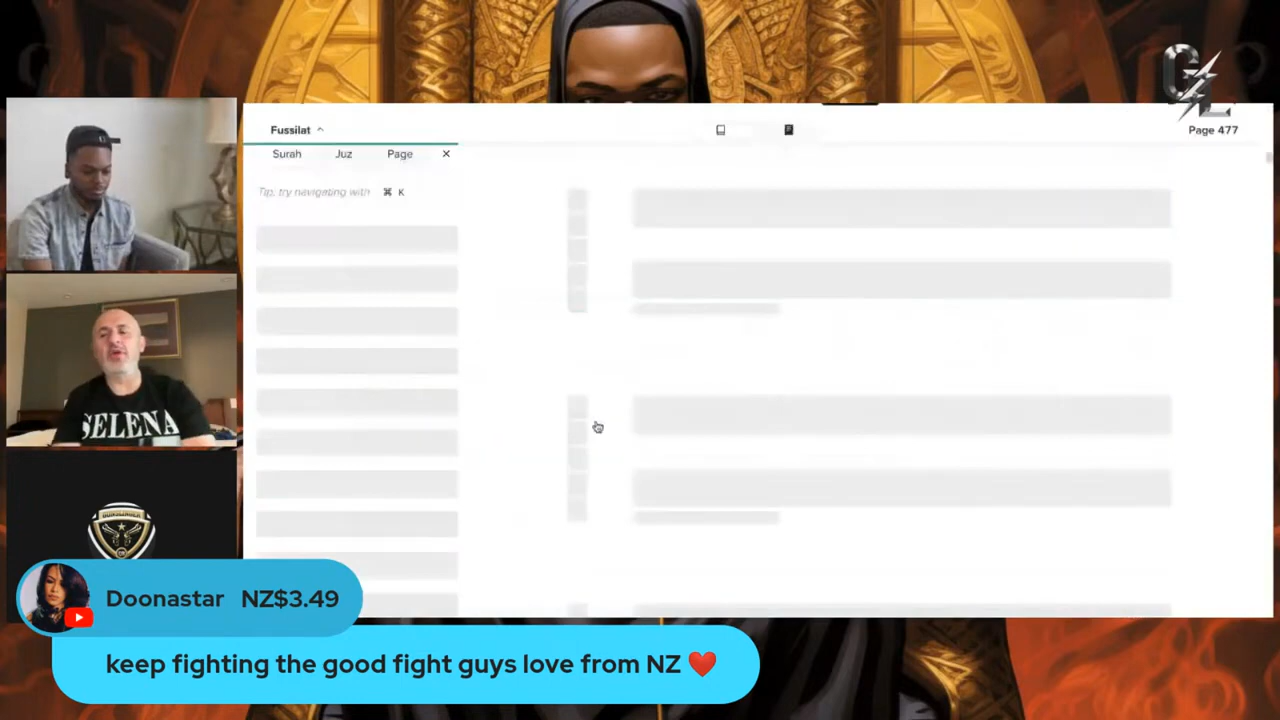 Fussilat
Page 477
Surah Juz Page ×
Tip, try navigating with ⌘ K
SELENA
GUNSLINGER
Doonastar NZ$3.49
keep fighting the good fight guys love from NZ ❤️